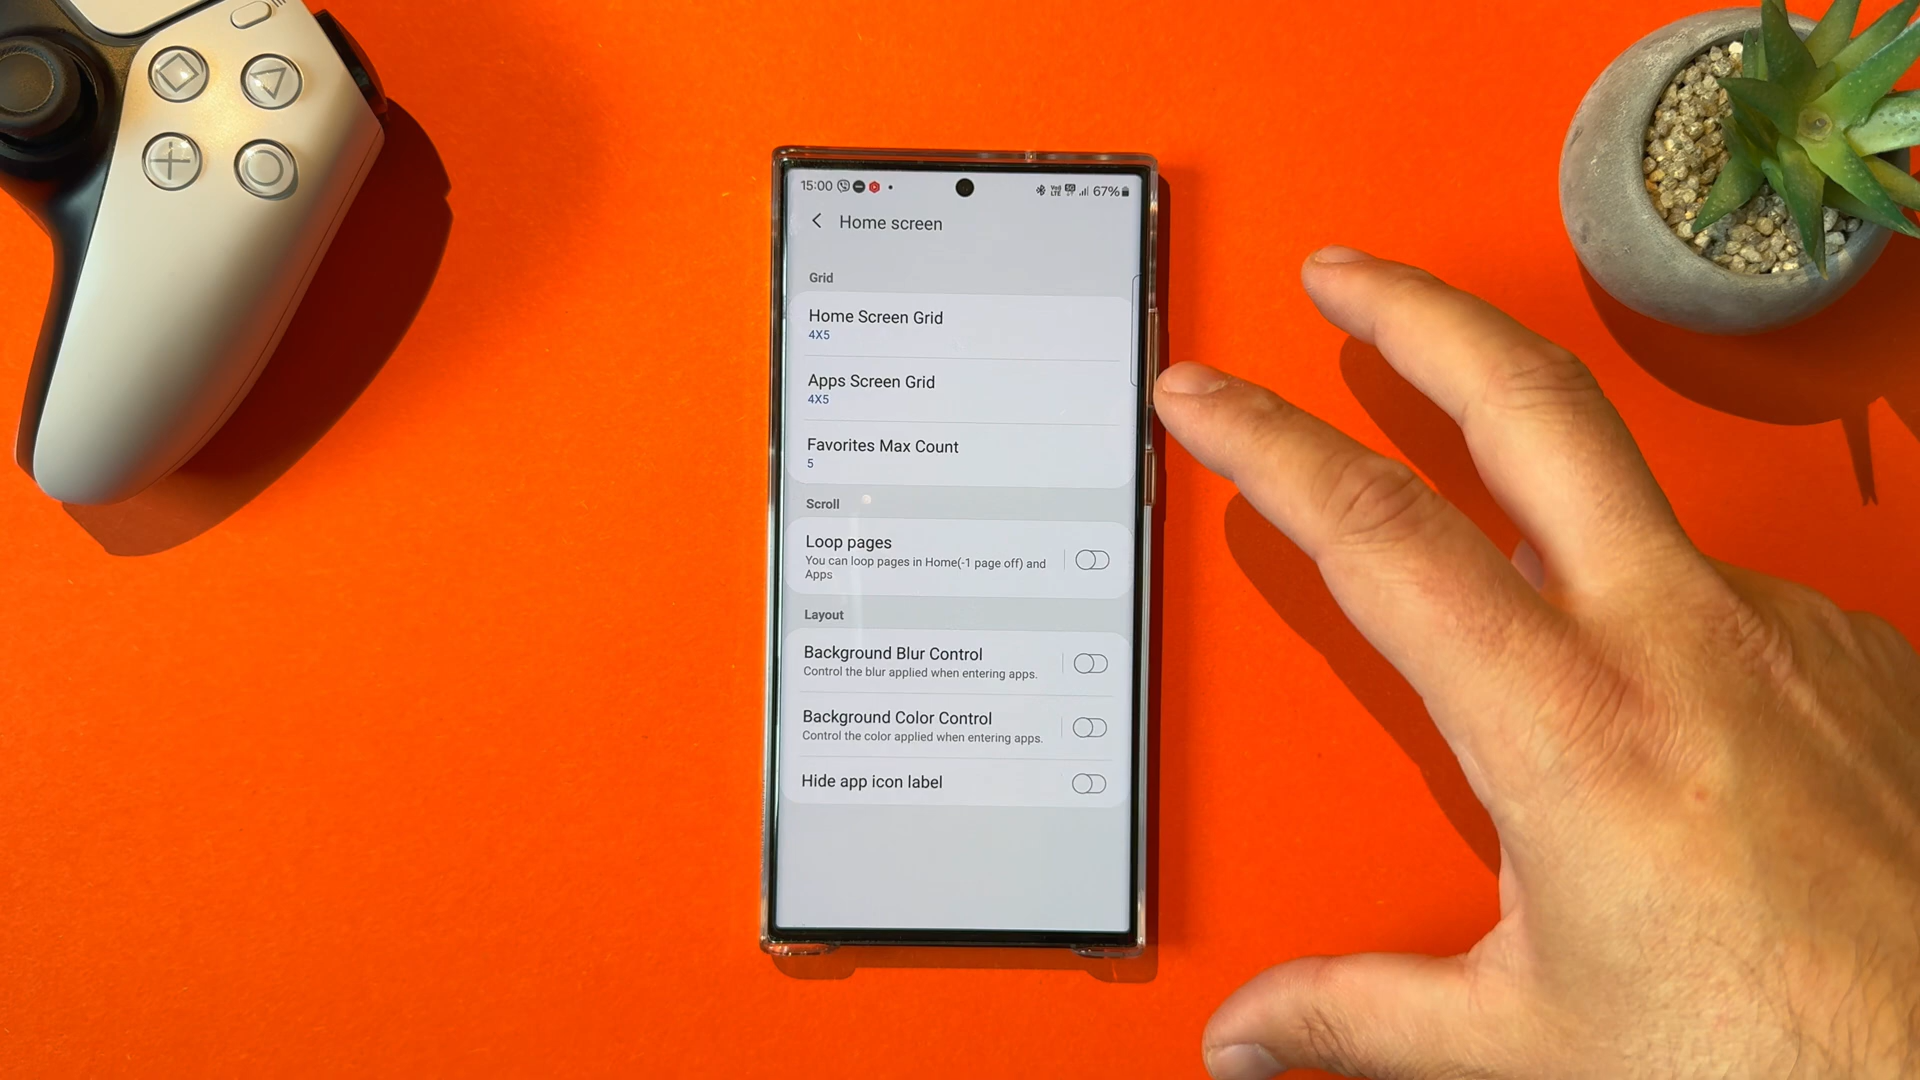 15:00 67%
Home screen
Grid
Home Screen Grid
4X5
Apps Screen Grid
4X5
Favorites Max Count
5
Scroll
Loop pages
You can loop pages in Home(-1 page off) and
Apps
Layout
Background Blur Control
Control the blur applied when entering apps.
Background Color Control
Control the color applied when entering apps.
Hide app icon label